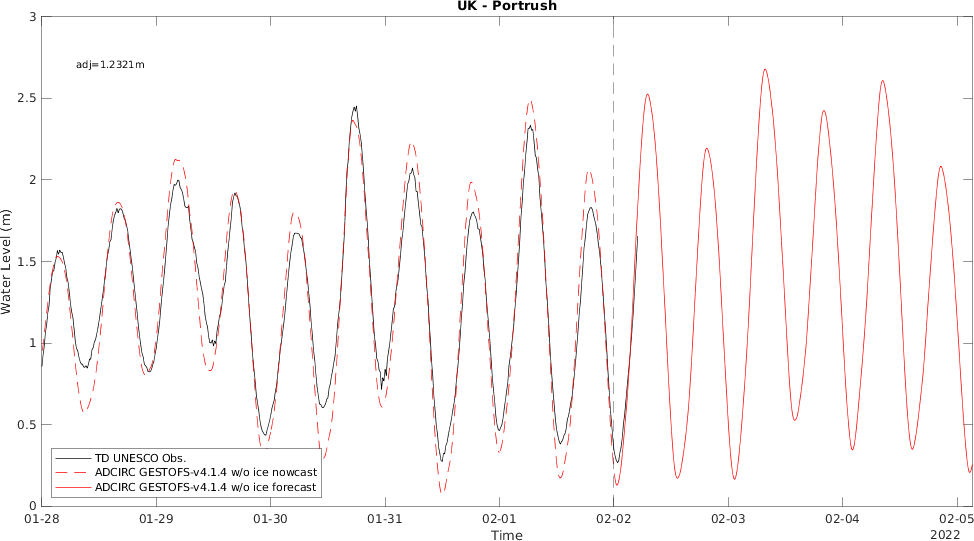 UK - Portrush
3
adj=1.2321m
2.5
2
Water Level (m)
1.5
1
0.5
TD UNESCO Obs.
ADCIRC GESTOFS-v4.1.4 w/o ice nowcast
ADCIRC GESTOFS-v4.1.4 w/o ice forecast
0
01-28 01-29 01-30 01-31 02-01 02-02 02-03 02-04 02-05
Time 2022